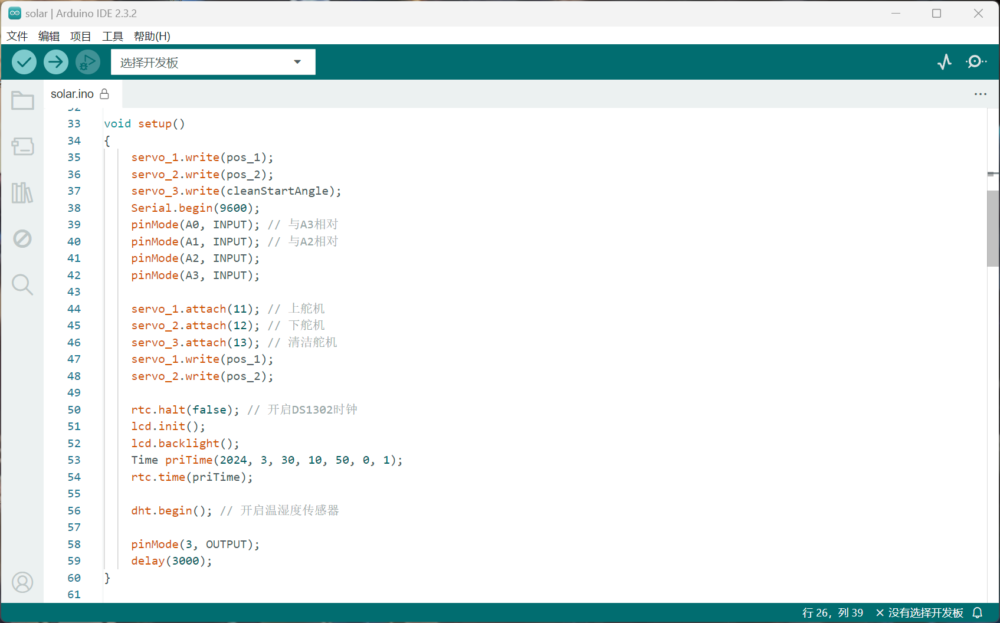 solar | Arduino IDE 2.3.2
文件 编辑 项目 工具 帮助(H)
选择开发板
solar.ino
32
33 void setup()
34 {
35 servo_1.write(pos_1);
36 servo_2.write(pos_2);
37 servo_3.write(cleanStartAngle);
38 Serial.begin(9600);
39 pinMode(A0, INPUT); // 与A3相对
40 pinMode(A1, INPUT); // 与A2相对
41 pinMode(A2, INPUT);
42 pinMode(A3, INPUT);
43
44 servo_1.attach(11); // 上舵机
45 servo_2.attach(12); // 下舵机
46 servo_3.attach(13); // 清洁舵机
47 servo_1.write(pos_1);
48 servo_2.write(pos_2);
49
50 rtc.halt(false); // 开启DS1302时钟
51 lcd.init();
52 lcd.backlight();
53 Time priTime(2024, 3, 30, 10, 50, 0, 1);
54 rtc.time(priTime);
55
56 dht.begin(); // 开启温湿度传感器
57
58 pinMode(3, OUTPUT);
59 delay(3000);
60 }
61
行 26，列 39 × 没有选择开发板